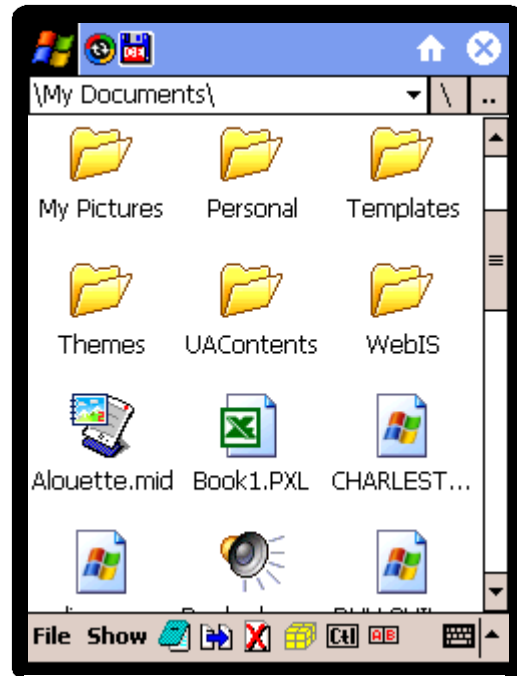 \My Documents\ \ ..
My Pictures Personal Templates
Themes UAContents WebIS
Alouette.mid Book1.PXL CHARLEST...
File Show Ctl AB